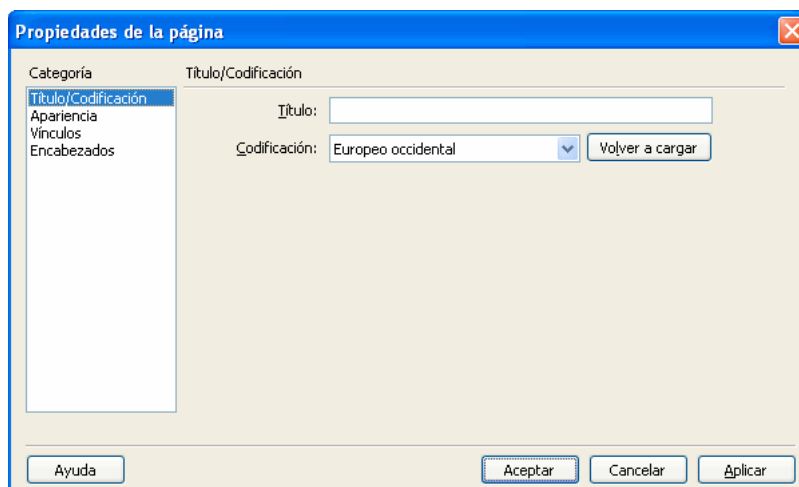 Propiedades de la página
Categoría
Título/Codificación
Apariencia
Vínculos
Encabezados
Título/Codificación
Título:
Codificación: Europeo occidental Volver a cargar
Ayuda Aceptar Cancelar Aplicar